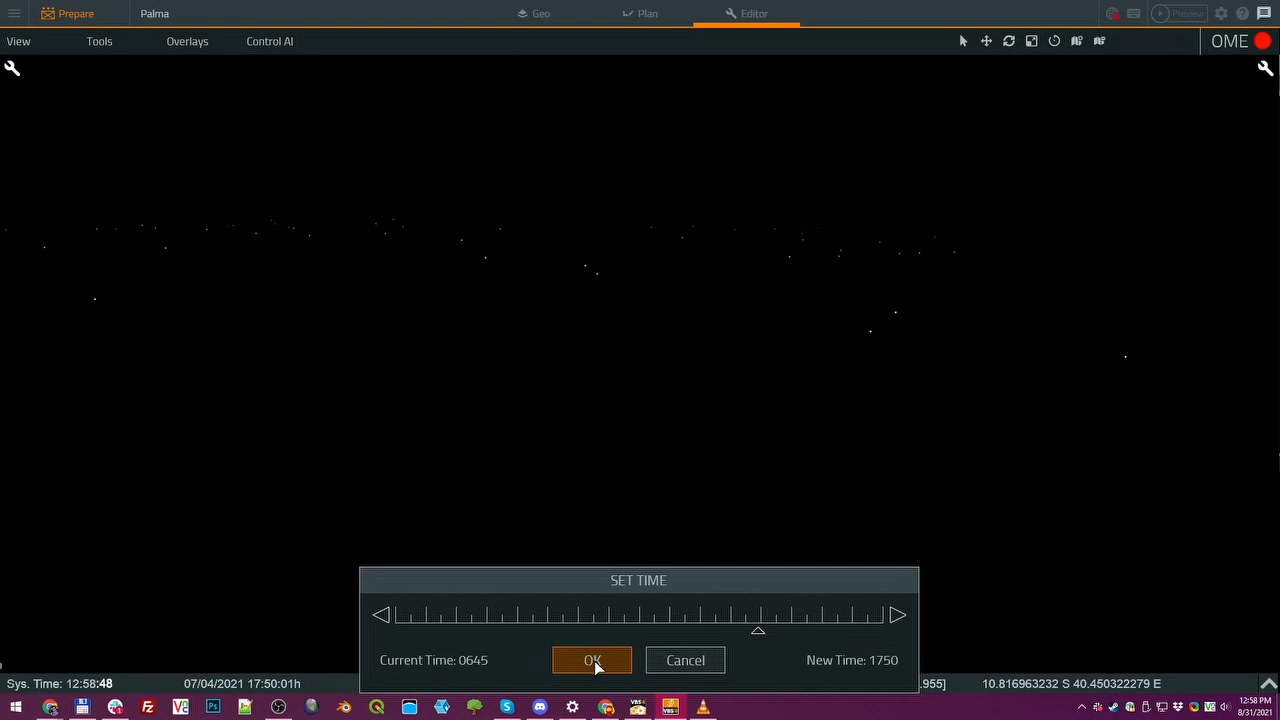 Prepare
Palma
Geo
Plan
Editor
Preview
View
Tools
Overlays
Control AI
OME
SET TIME
Current Time: 0645
OK
Cancel
New Time: 1750
Sys. Time: 12:58:48
07/04/2021 17:50:01h
955]
10.816963232 S 40.450322279 E
12:58 PM
8/31/2021